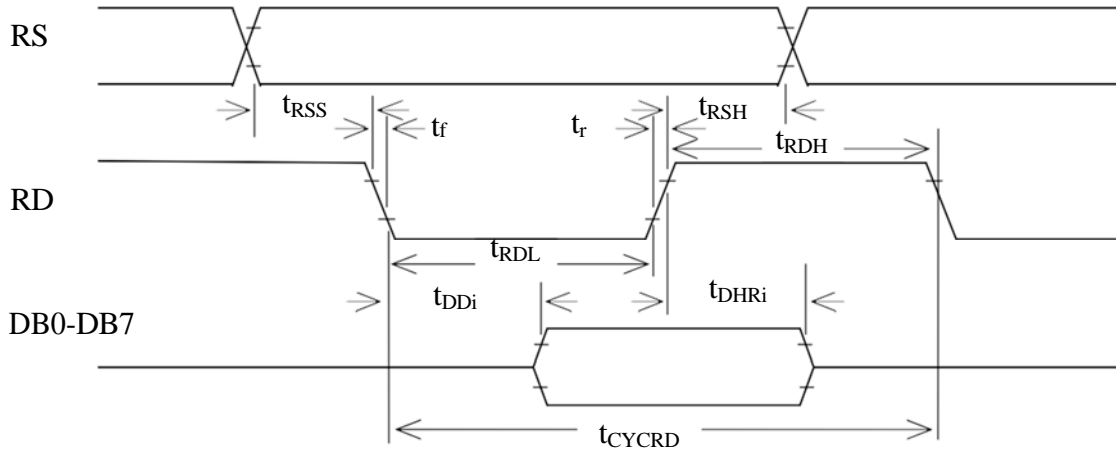 RS
tRSS
tf
tr
tRSH
tRDH
RD
tRDL
tDDi
tDHRi
DB0-DB7
tCYCRD